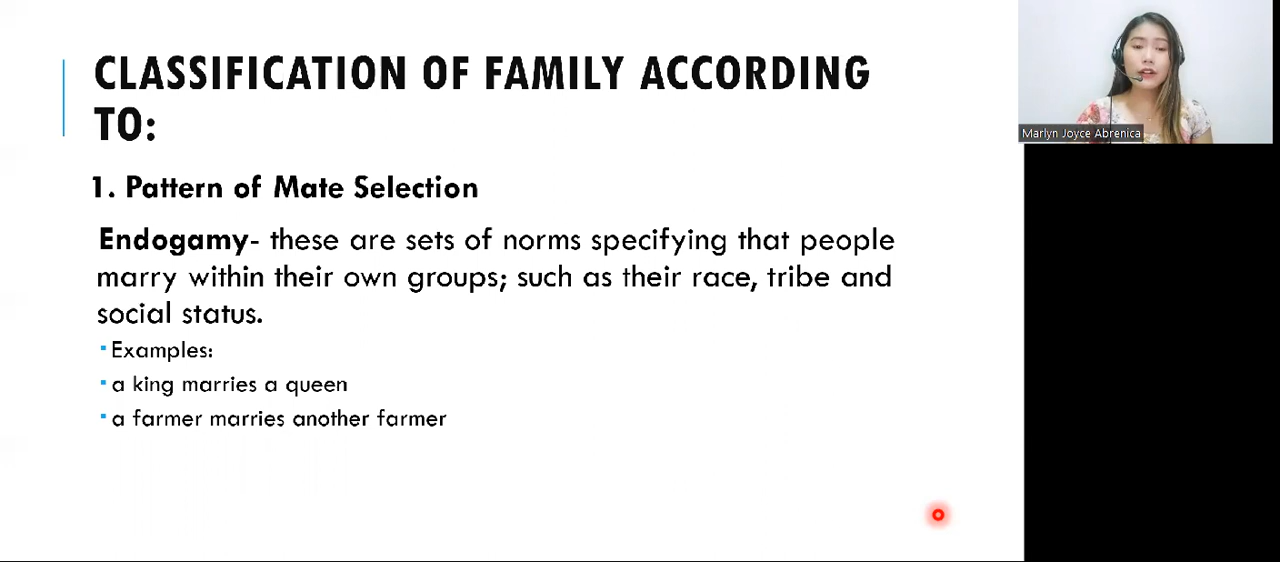 CLASSIFICATION OF FAMILY ACCORDING
TO:
1. Pattern of Mate Selection
Endogamy- these are sets of norms specifying that people
marry within their own groups; such as their race, tribe and
social status.
Examples:
a king marries a queen
a farmer marries another farmer
Marlyn Joyce Abrenica